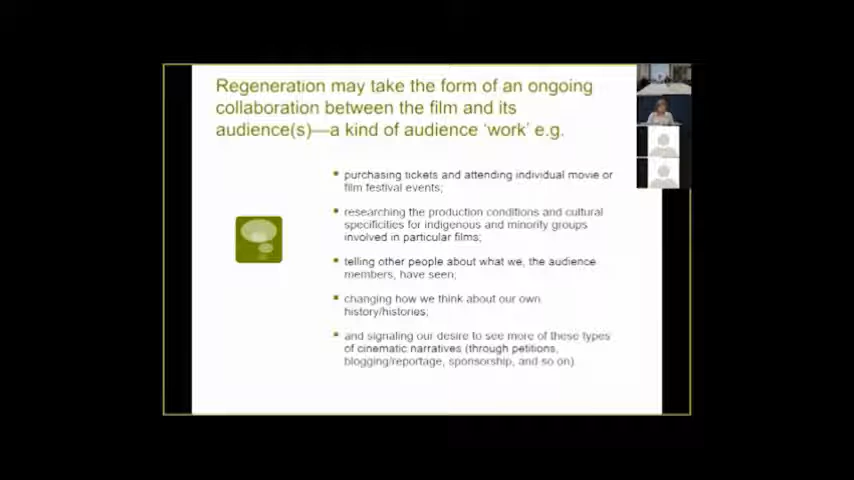 Regeneration may take the form of an ongoing
collaboration between the film and its
audience(s)—a kind of audience ‘work’ e.g.
purchasing tickets and attending individual movie or
film festival events;
researching the production conditions and cultural
specificities for indigenous and minority groups
involved in particular films;
telling other people about what we, the audience
members, have seen;
changing how we think about our own
history/histories;
and signaling our desire to see more of these types
of cinematic narratives (through petitions,
blogging/reportage, sponsorship, and so on)